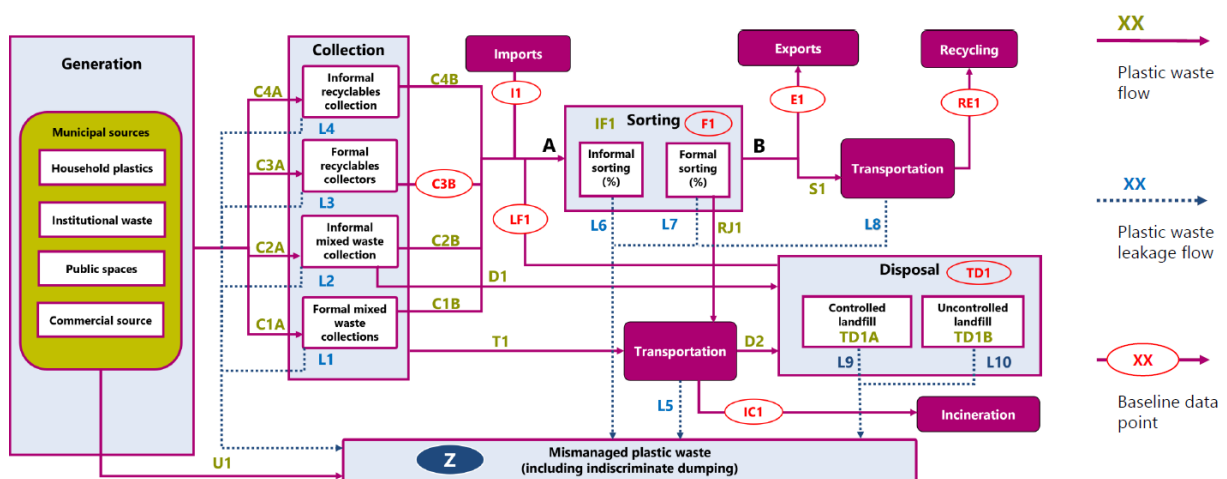 Generation
Municipal sources
Household plastics
Institutional waste
Public spaces
Commercial source
C4A
C3A
C2A
C1A
U1
Collection
Informal
recyclables
collection
L4
Formal
recyclables
collectors
L3
Informal
mixed waste
collection
L2
Formal mixed
waste
collections
L1
C4B
C3B
C2B
D1
C1B
T1
Imports
I1
A
LF1
IF1
Sorting
F1
Informal
sorting
(%)
Formal
sorting
(%)
L6
L7
RJ1
B
Exports
E1
Recycling
RE1
S1
Transportation
L8
Disposal
TD1
Controlled
landfill
TD1A
Uncontrolled
landfill
TD1B
L9
L10
Transportation
D2
L5
IC1
Incineration
Z
Mismanaged plastic waste
(including indiscriminate dumping)
XX
Plastic waste
flow
XX
Plastic waste
leakage flow
XX
Baseline data
point